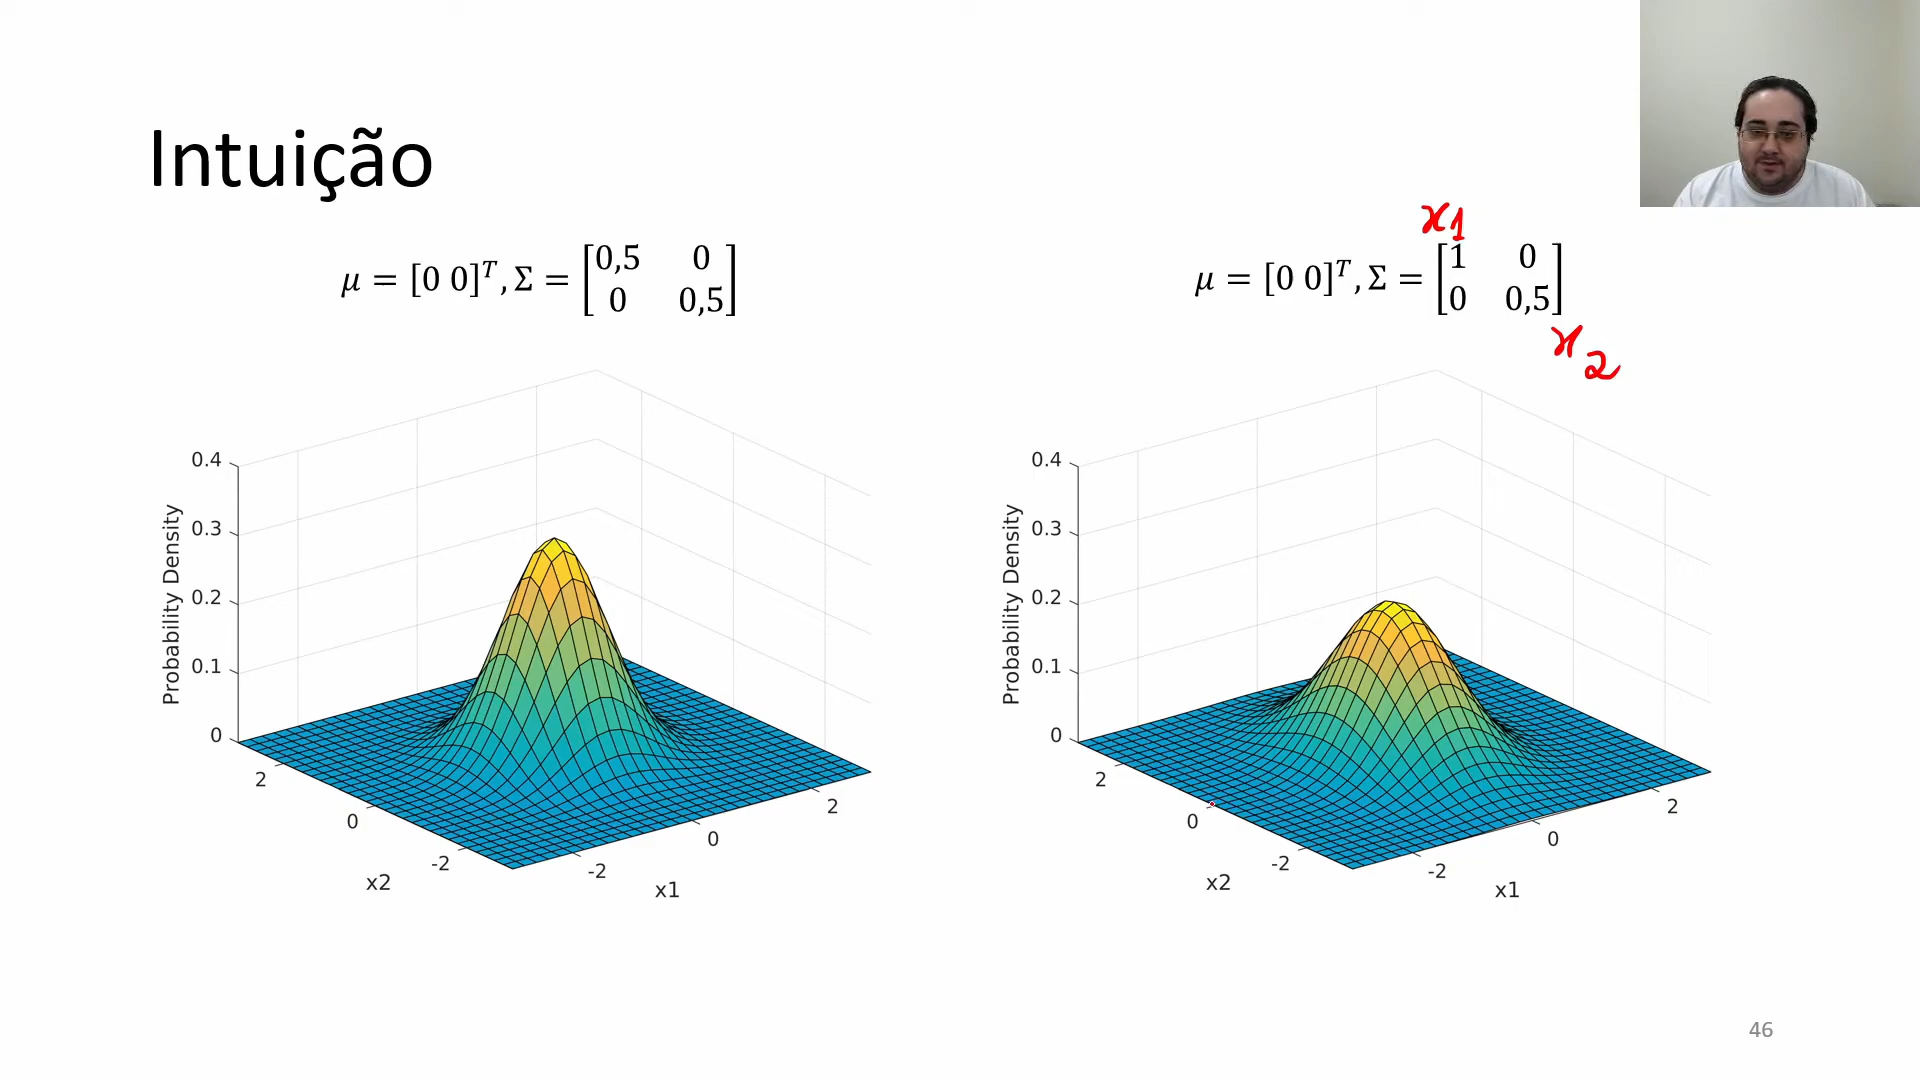 Intuição
μ = [0 0]^T, Σ = [0,5 0
0 0,5]
x1
μ = [0 0]^T, Σ = [1 0
0 0,5]
x2
Probability Density
0.4
0.3
0.2
0.1
0
2
0
-2
x2
-2
0
2
x1
Probability Density
0.4
0.3
0.2
0.1
0
2
0
-2
x2
-2
0
2
x1
46